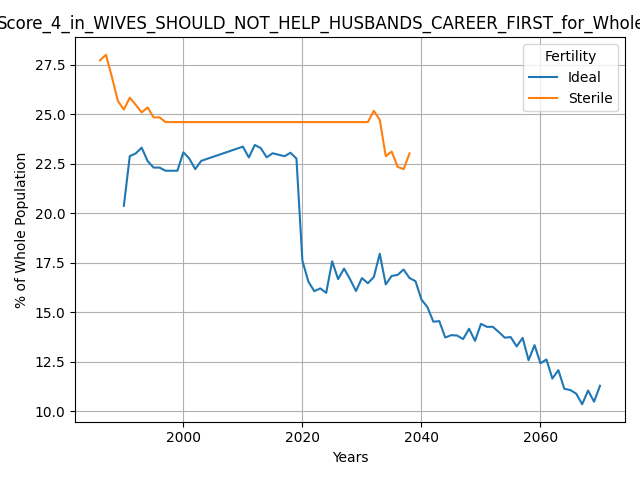 Score_4_in_WIVES_SHOULD_NOT_HELP_HUSBANDS_CAREER_FIRST_for_Whole
Fertility
Ideal
Sterile
27.5
25.0
22.5
20.0
17.5
15.0
12.5
10.0
% of Whole Population
2000
2020
2040
2060
Years